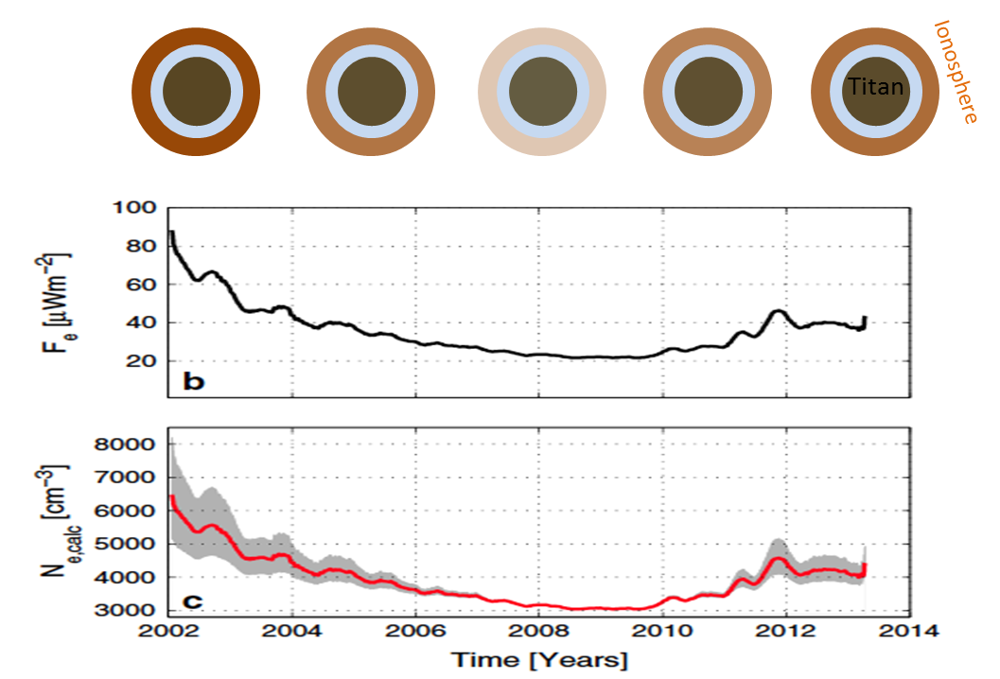 Ionosphere
Titan
100
80
60
40
20
Fe [μWm−2]
b
8000
7000
6000
5000
4000
3000
Ne,calc [cm−3]
c
2002 2004 2006 2008 2010 2012 2014
Time [Years]